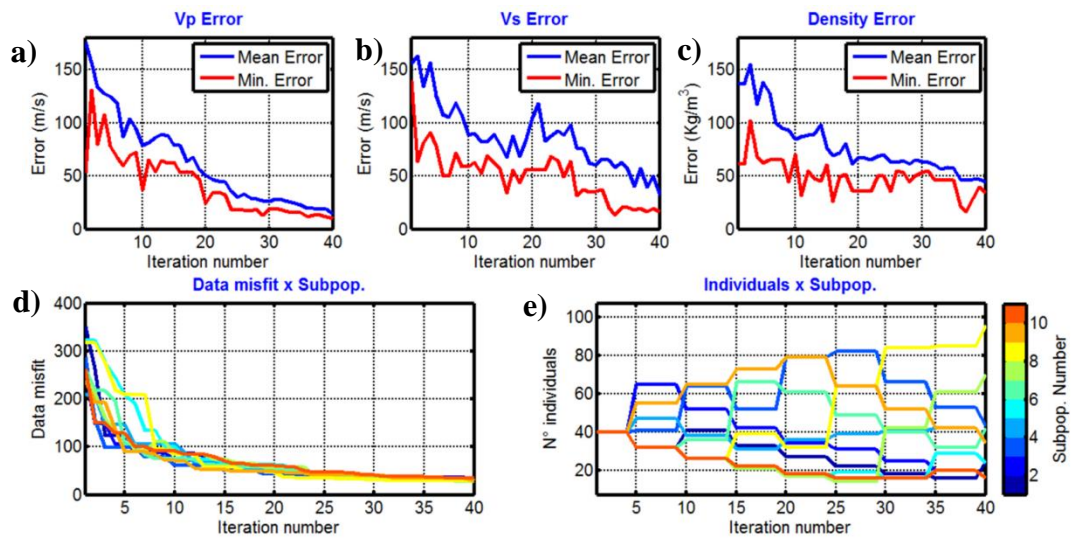 Vp Error
Vs Error
Density Error
a)
b)
c)
150
100
50
0
Error (m/s)
Mean Error
Min. Error
10
20
30
40
Iteration number
150
100
50
0
Error (m/s)
Mean Error
Min. Error
10
20
30
40
Iteration number
150
100
50
0
Error (Kg/m³)
Mean Error
Min. Error
10
20
30
40
Iteration number
d)
Data misfit x Subpop.
400
300
200
100
0
Data misfit
5
10
15
20
25
30
35
40
Iteration number
e)
Individuals x Subpop.
100
80
60
40
20
N° individuals
5
10
15
20
25
30
35
40
Iteration number
10
8
6
4
2
Subpop. Number